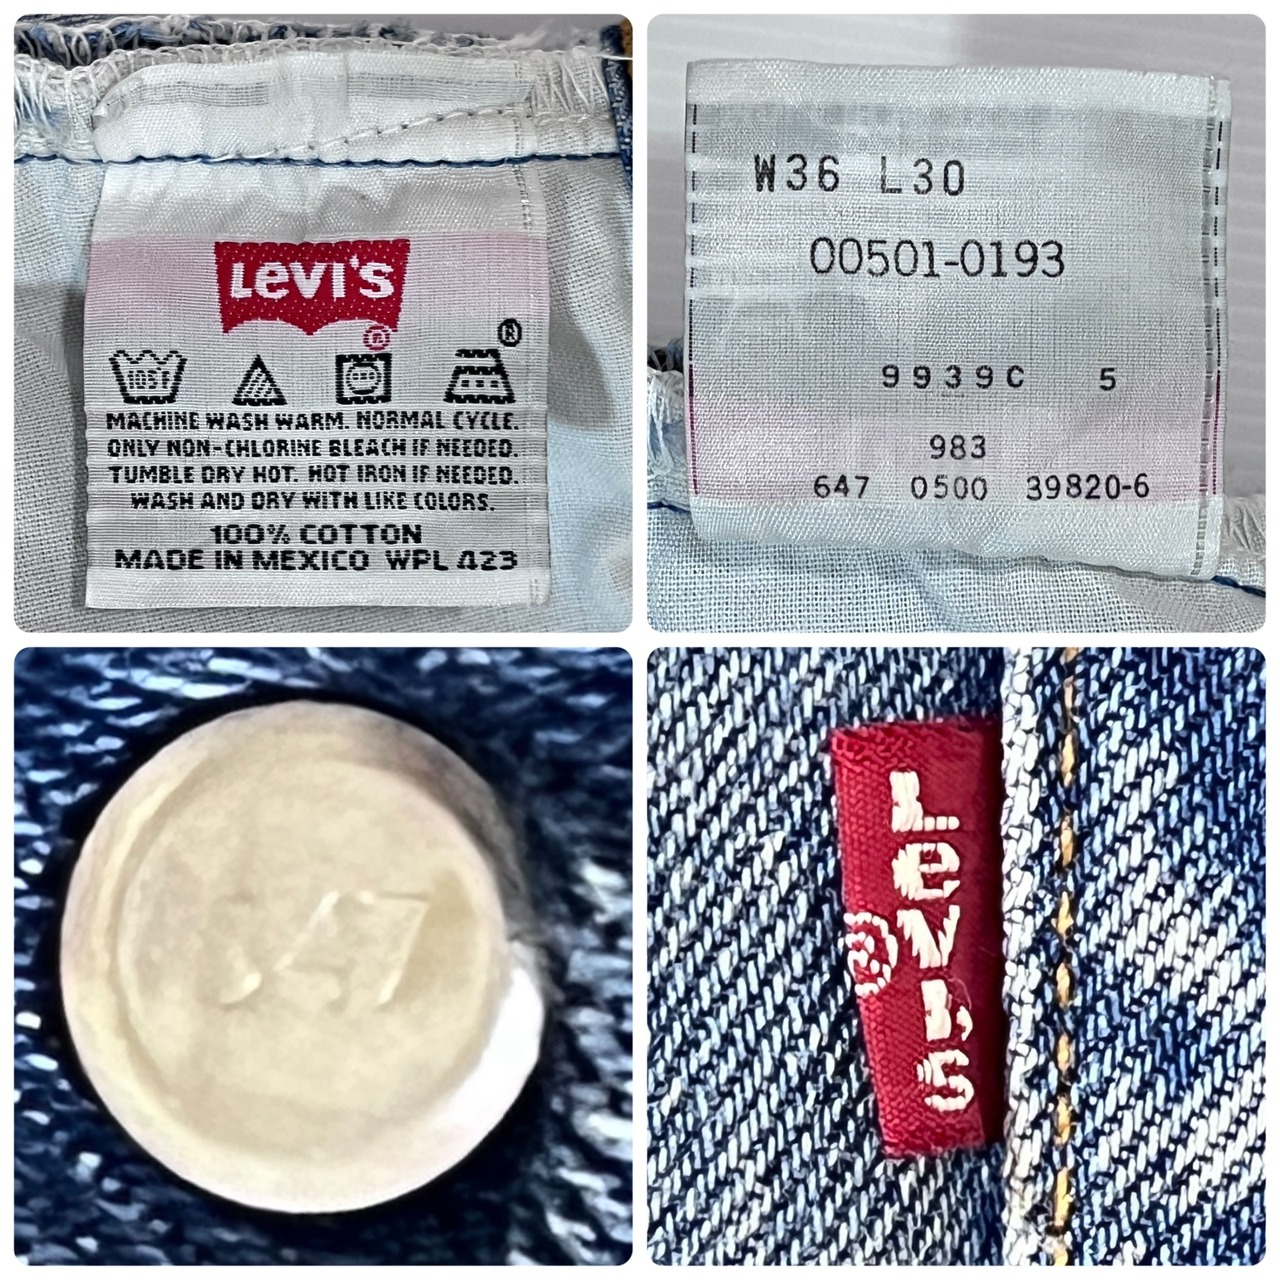 Levi's
®
®
105F
MACHINE WASH WARM. NORMAL CYCLE.
ONLY NON-CHLORINE BLEACH IF NEEDED.
TUMBLE DRY HOT. HOT IRON IF NEEDED.
WASH AND DRY WITH LIKE COLORS.
100% COTTON
MADE IN MEXICO WPL 423
W36 L30
00501-0193
9939C 5
983
647 0500 39820-6
Levi's
®